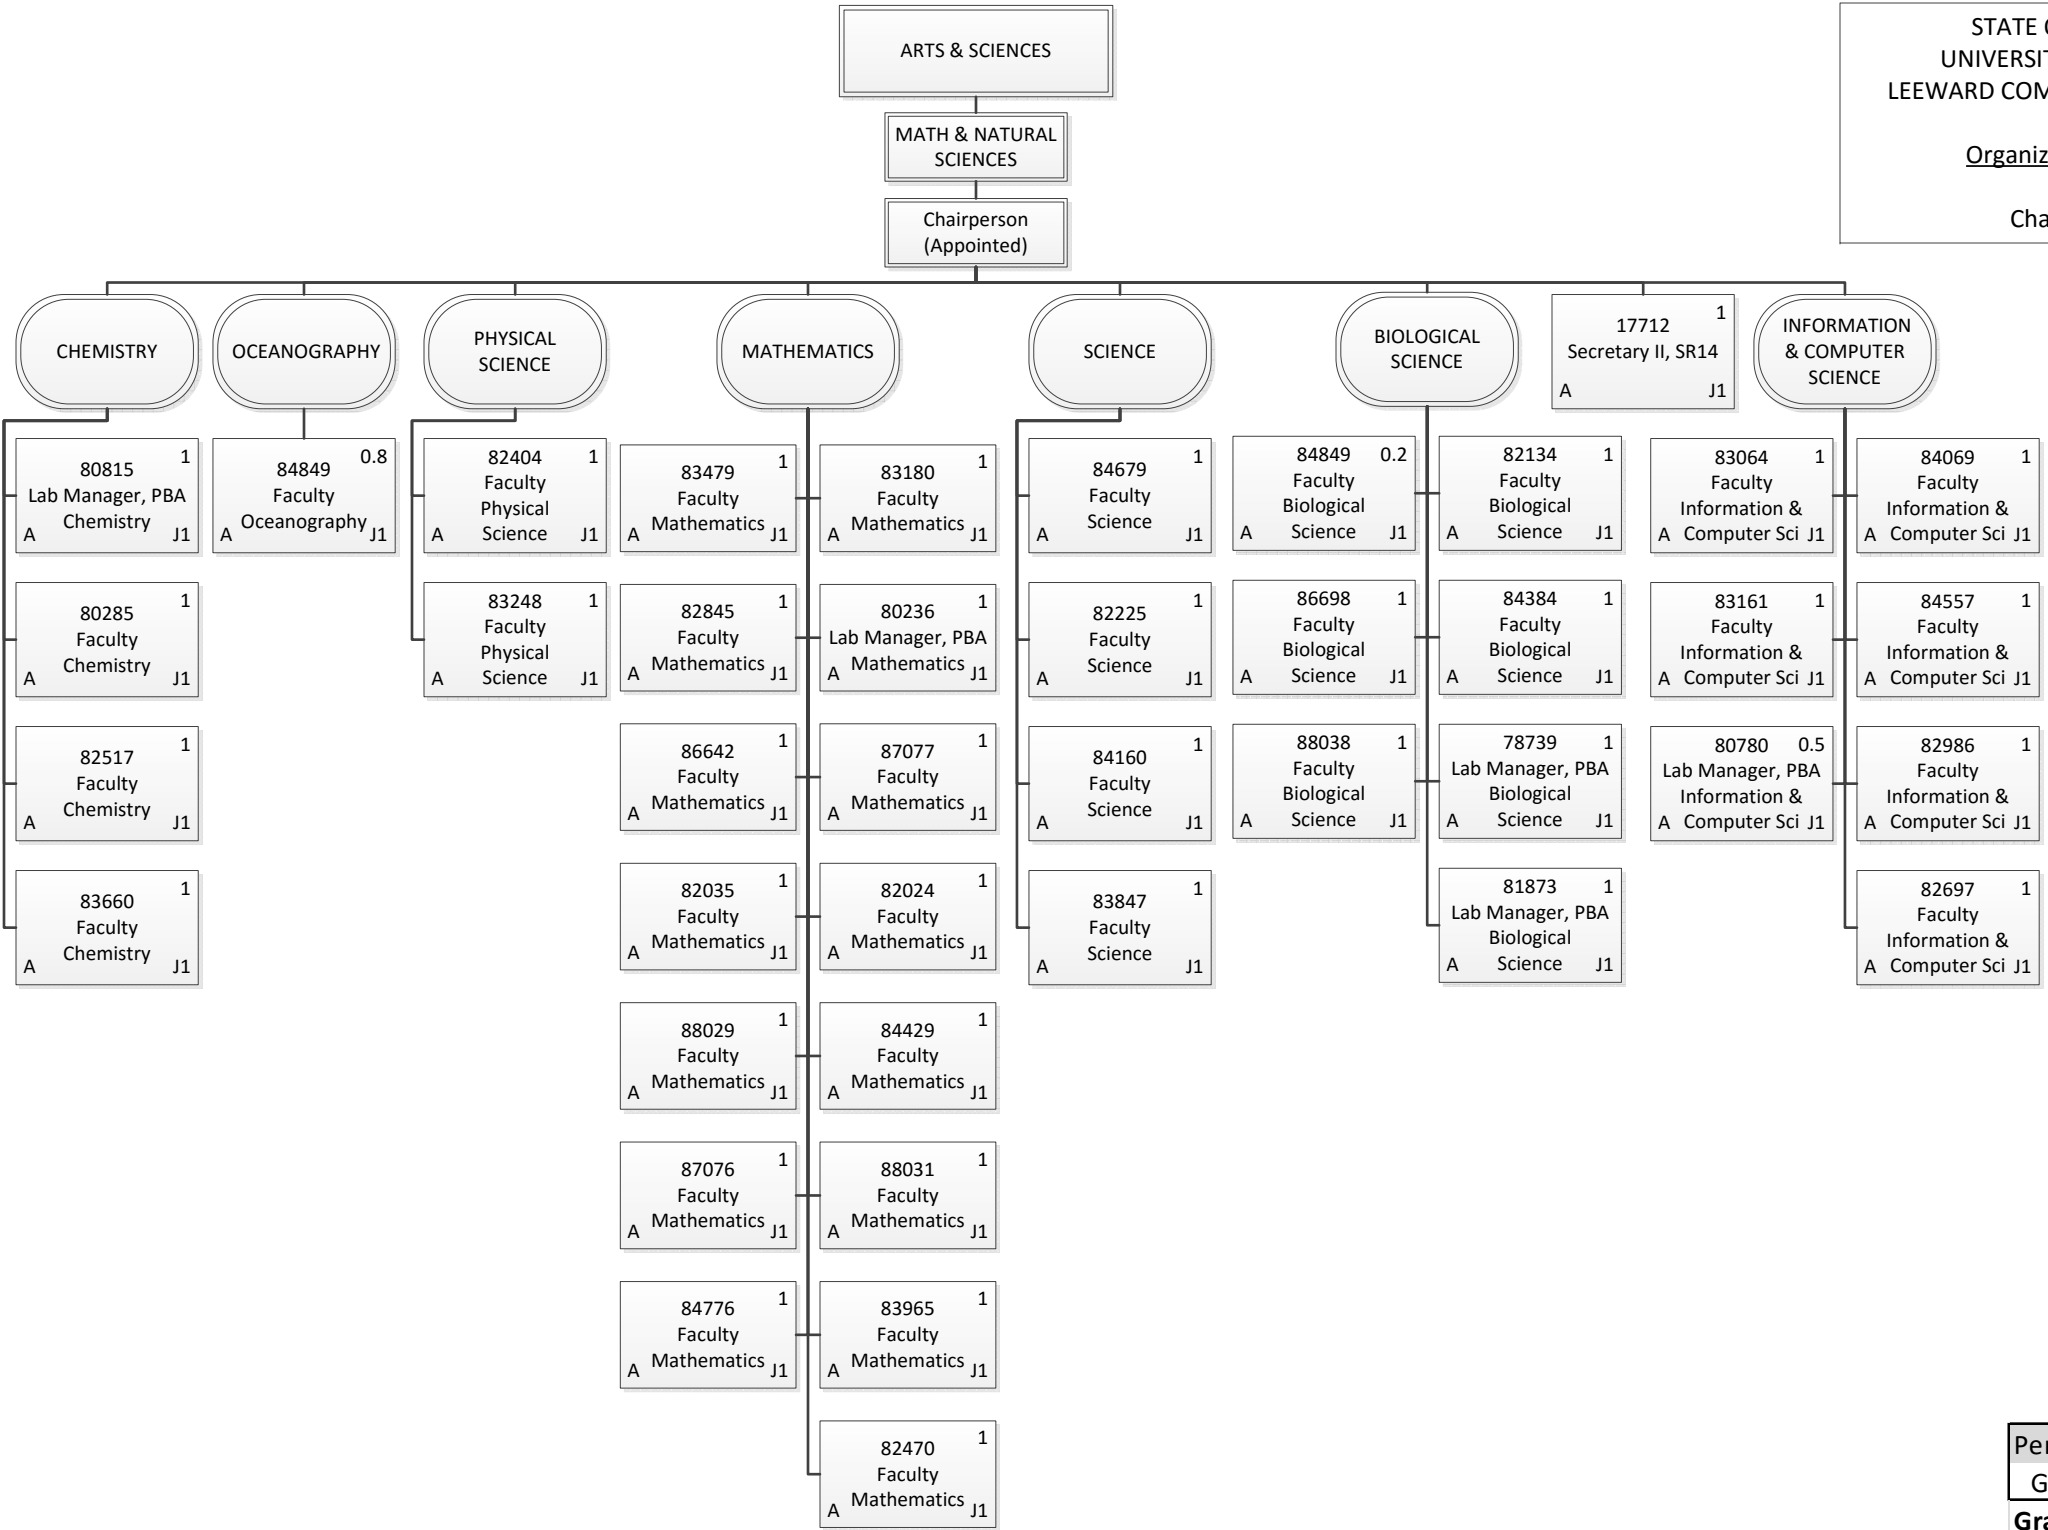 ARTS & SCIENCES
MATH & NATURAL
SCIENCES
Chairperson
(Appointed)
STATE
UNIVERSIT
LEEWARD COM
Organiz
Cha
CHEMISTRY
80815 1
Lab Manager, PBA
Chemistry
A J1
80285 1
Faculty
Chemistry
A J1
82517 1
Faculty
Chemistry
A J1
83660 1
Faculty
Chemistry
A J1
OCEANOGRAPHY
84849 0.8
Faculty
Oceanography
A J1
PHYSICAL
SCIENCE
82404 1
Faculty
Physical
A Science J1
83248 1
Faculty
Physical
A Science J1
MATHEMATICS
83479 1
Faculty
Mathematics
A J1
83180 1
Faculty
Mathematics
A J1
82845 1
Faculty
Mathematics
A J1
80236 1
Lab Manager, PBA
Mathematics
A J1
86642 1
Faculty
Mathematics
A J1
87077 1
Faculty
Mathematics
A J1
82035 1
Faculty
Mathematics
A J1
82024 1
Faculty
Mathematics
A J1
88029 1
Faculty
Mathematics
A J1
84429 1
Faculty
Mathematics
A J1
87076 1
Faculty
Mathematics
A J1
88031 1
Faculty
Mathematics
A J1
84776 1
Faculty
Mathematics
A J1
83965 1
Faculty
Mathematics
A J1
82470 1
Faculty
Mathematics
A J1
SCIENCE
84679 1
Faculty
Science
A J1
82225 1
Faculty
Science
A J1
84160 1
Faculty
Science
A J1
83847 1
Faculty
Science
A J1
BIOLOGICAL
SCIENCE
84849 0.2
Faculty
Biological
A Science J1
82134 1
Faculty
Biological
A Science J1
86698 1
Faculty
Biological
A Science J1
84384 1
Faculty
Biological
A Science J1
88038 1
Faculty
Biological
A Science J1
78739 1
Lab Manager, PBA
Biological
A Science J1
81873 1
Lab Manager, PBA
Biological
A Science J1
17712 1
Secretary II, SR14
A J1
INFORMATION
& COMPUTER
SCIENCE
83064 1
Faculty
Information &
A Computer Sci J1
84069 1
Faculty
Information &
A Computer Sci J1
83161 1
Faculty
Information &
A Computer Sci J1
84557 1
Faculty
Information &
A Computer Sci J1
80780 0.5
Lab Manager, PBA
Information &
A Computer Sci J1
82986 1
Faculty
Information &
A Computer Sci J1
82697 1
Faculty
Information &
A Computer Sci J1
Per
G
Gra